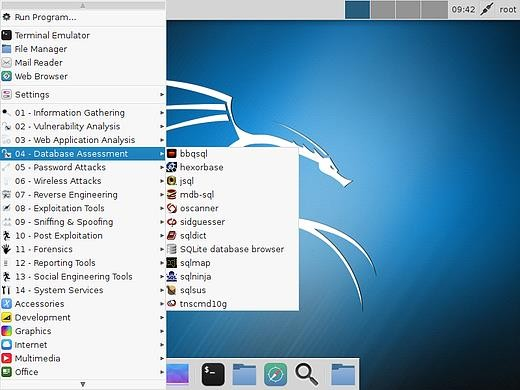 09:42 root
Run Program...
Terminal Emulator
File Manager
Mail Reader
Web Browser
Settings
01 - Information Gathering
02 - Vulnerability Analysis
03 - Web Application Analysis
04 - Database Assessment
05 - Password Attacks
06 - Wireless Attacks
07 - Reverse Engineering
08 - Exploitation Tools
09 - Sniffing & Spoofing
10 - Post Exploitation
11 - Forensics
12 - Reporting Tools
13 - Social Engineering Tools
14 - System Services
Accessories
Development
Graphics
Internet
Multimedia
Office
bbqsql
hexorbase
jsql
mdb-sql
oscanner
sidguesser
sqldict
SQLite database browser
sqlmap
sqlninja
sqlsus
tnscmd10g